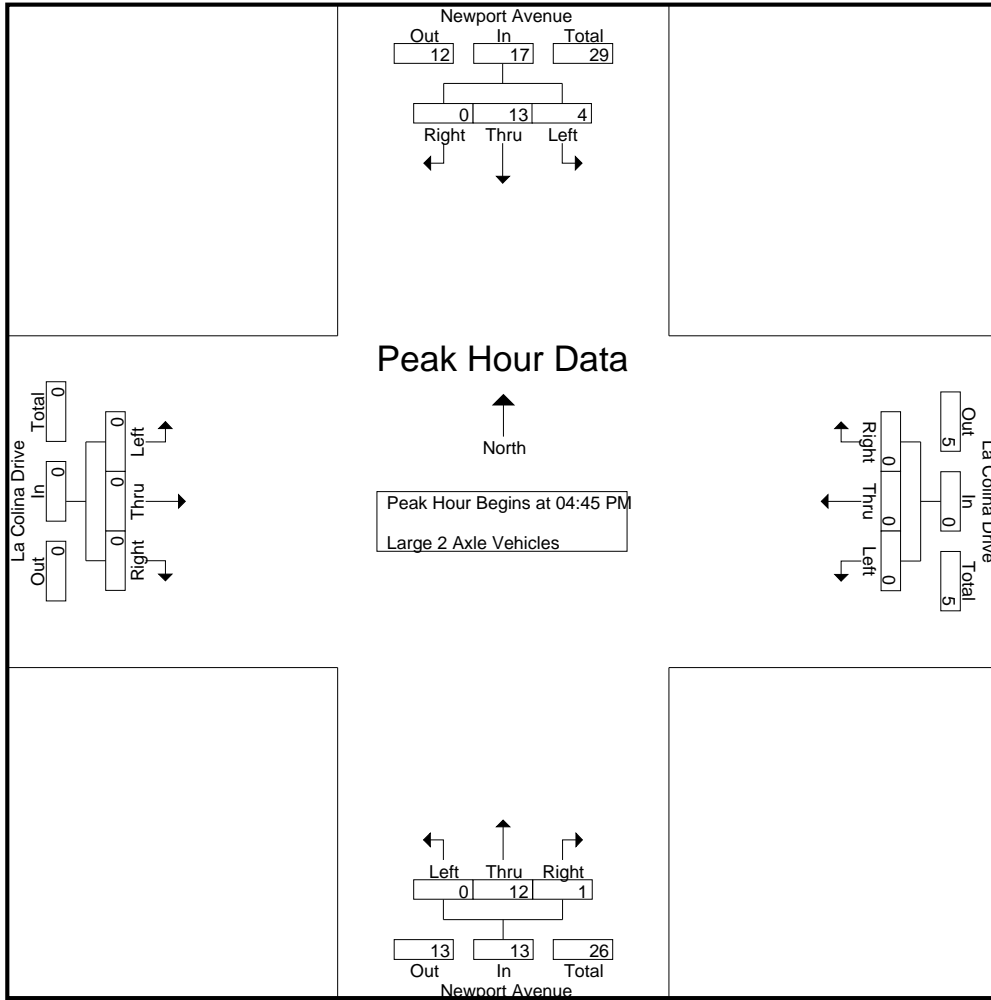 Newport Avenue
Out In Total
12 17 29
0 13 4
Right Thru Left
Peak Hour Data
North
Peak Hour Begins at 04:45 PM
Large 2 Axle Vehicles
La Colina Drive
Total In Out
0 0 0
0 0 0
Left Thru Right
La Colina Drive
Out In Total
5 0 5
0 0 0
Right Thru Left
Left Thru Right
0 12 1
13 13 26
Out In Total
Newport Avenue